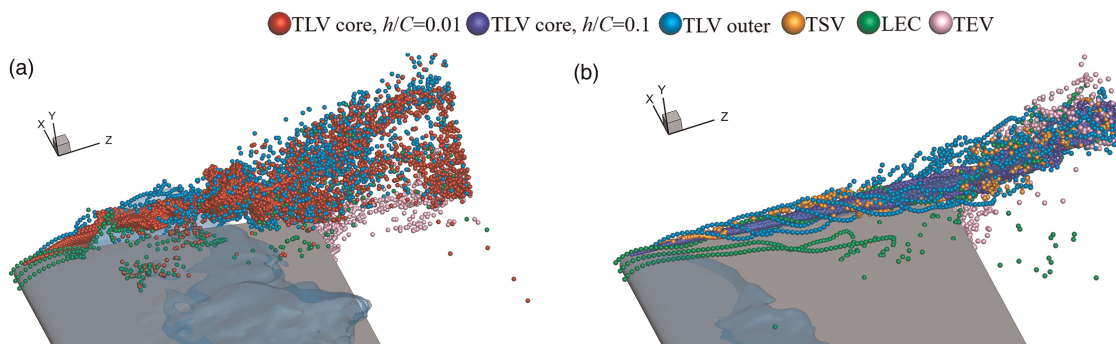 TLV core, h/C=0.01 TLV core, h/C=0.1 TLV outer TSV LEC TEV
(a) (b)
X Y Z X Y Z